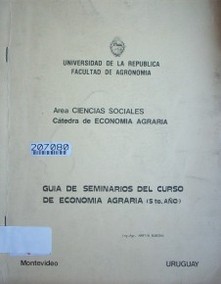 UNIVERSIDAD DE LA REPUBLICA
FACULTAD DE AGRONOMIA
Area CIENCIAS SOCIALES
Cátedra de ECONOMIA AGRARIA
207080
GUIA DE SEMINARIOS DEL CURSO
DE ECONOMIA AGRARIA (5 to. AÑO)
Montevideo
URUGUAY